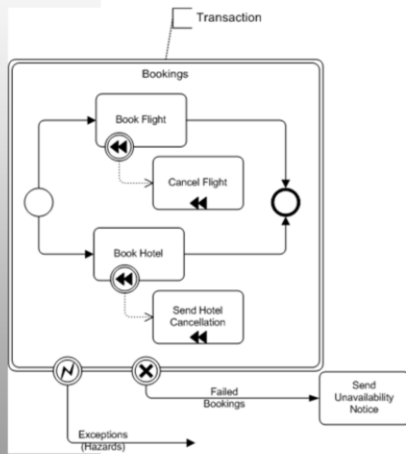 Transaction
Bookings
Book Flight
Cancel Flight
Book Hotel
Send Hotel
Cancellation
Failed
Bookings
Send
Unavailability
Notice
Exceptions
(Hazards)